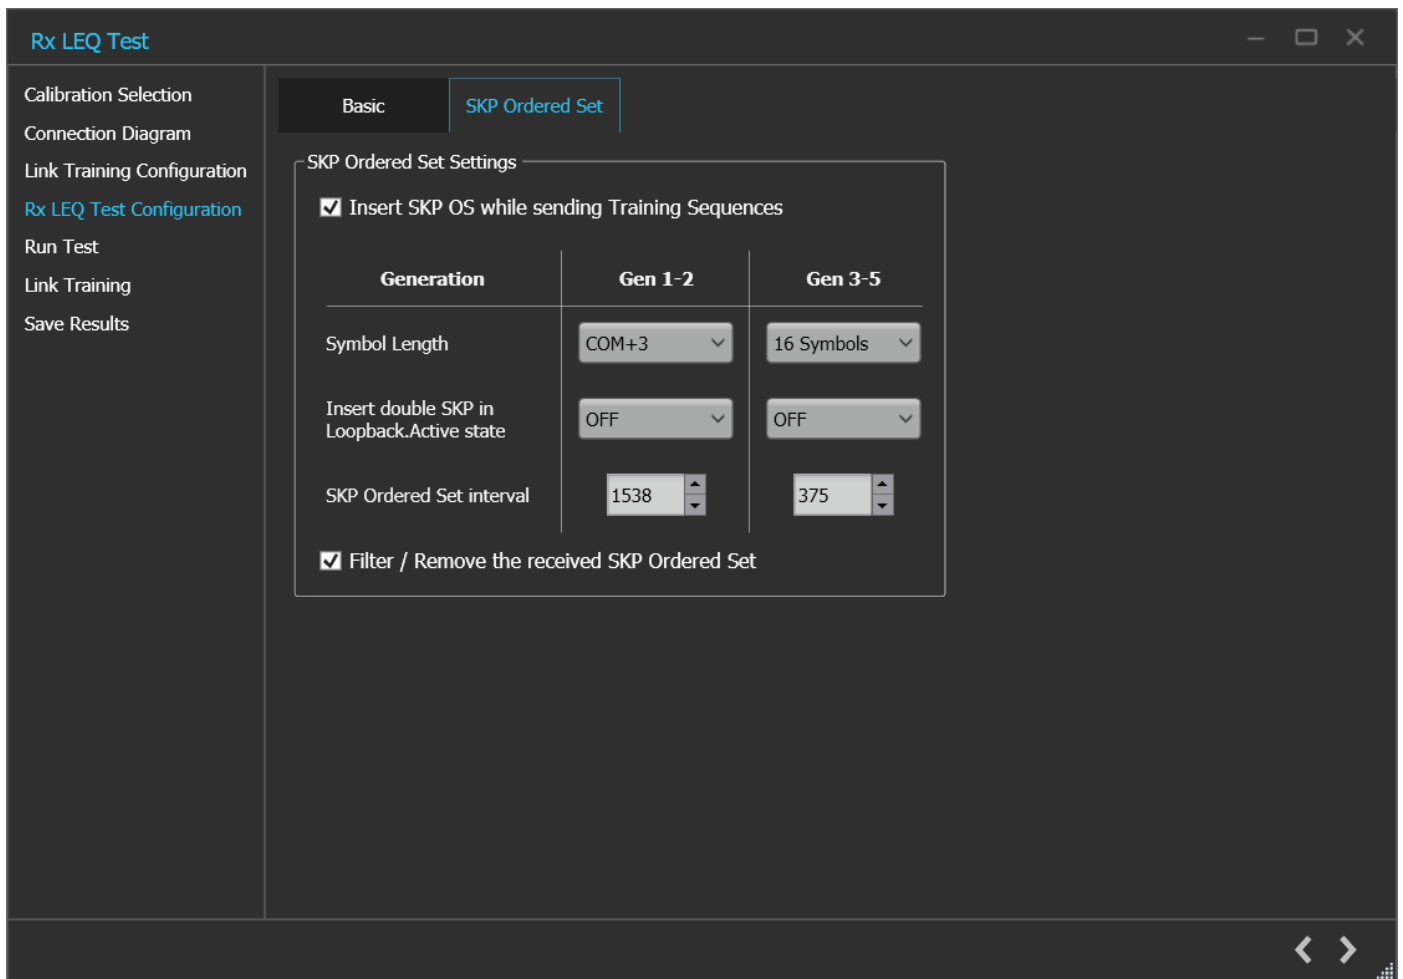 Rx LEQ Test
Calibration Selection
Connection Diagram
Link Training Configuration
Rx LEQ Test Configuration
Run Test
Link Training
Save Results
Basic
SKP Ordered Set
SKP Ordered Set Settings
Insert SKP OS while sending Training Sequences
Generation
Gen 1-2
Gen 3-5
Symbol Length
COM+3
16 Symbols
Insert double SKP in
Loopback.Active state
OFF
OFF
SKP Ordered Set interval
1538
375
Filter / Remove the received SKP Ordered Set